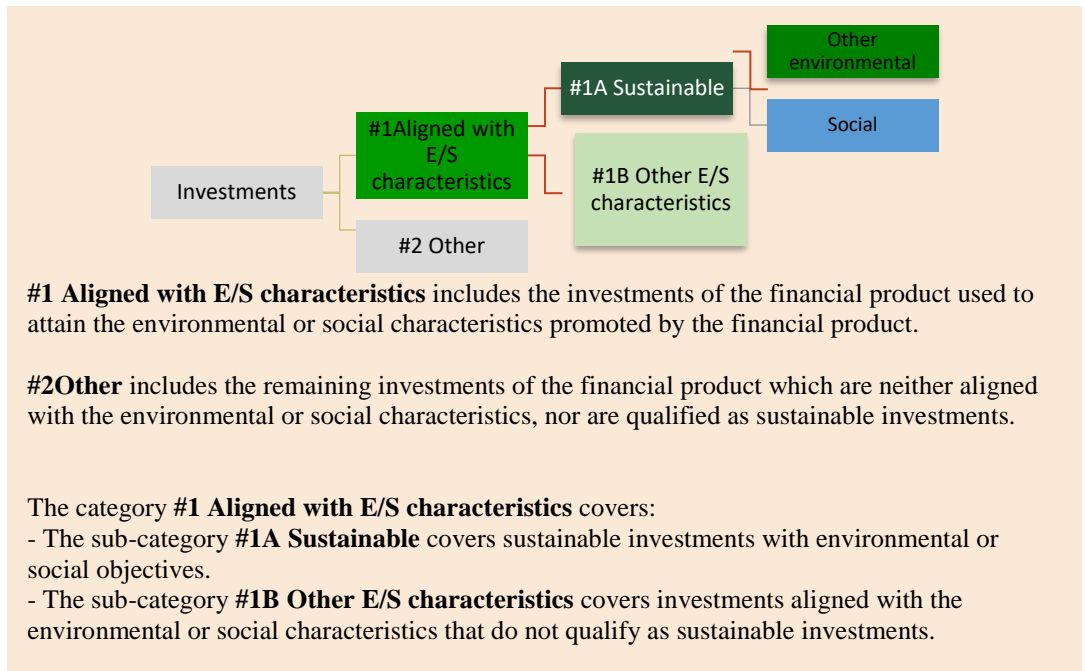 Other
environmental
#1A Sustainable
Social
#1Aligned with
E/S
characteristics
#1B Other E/S
characteristics
Investments
#2 Other
#1 Aligned with E/S characteristics includes the investments of the financial product used to
attain the environmental or social characteristics promoted by the financial product.
#2Other includes the remaining investments of the financial product which are neither aligned
with the environmental or social characteristics, nor are qualified as sustainable investments.
The category #1 Aligned with E/S characteristics covers:
- The sub-category #1A Sustainable covers sustainable investments with environmental or
social objectives.
- The sub-category #1B Other E/S characteristics covers investments aligned with the
environmental or social characteristics that do not qualify as sustainable investments.